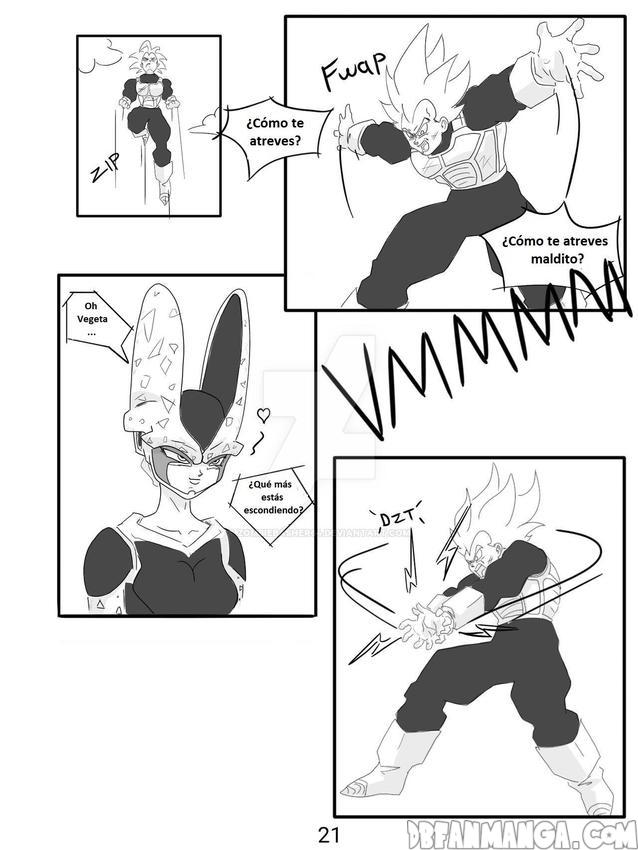 ZIP
¿Cómo te
atreves?
Fwap
¿Cómo te atreves
maldito?
VMMMMM
Oh
Vegeta
...
¿Qué más
estás
escondiendo?
DZT
21
DBFANMANGA.COM